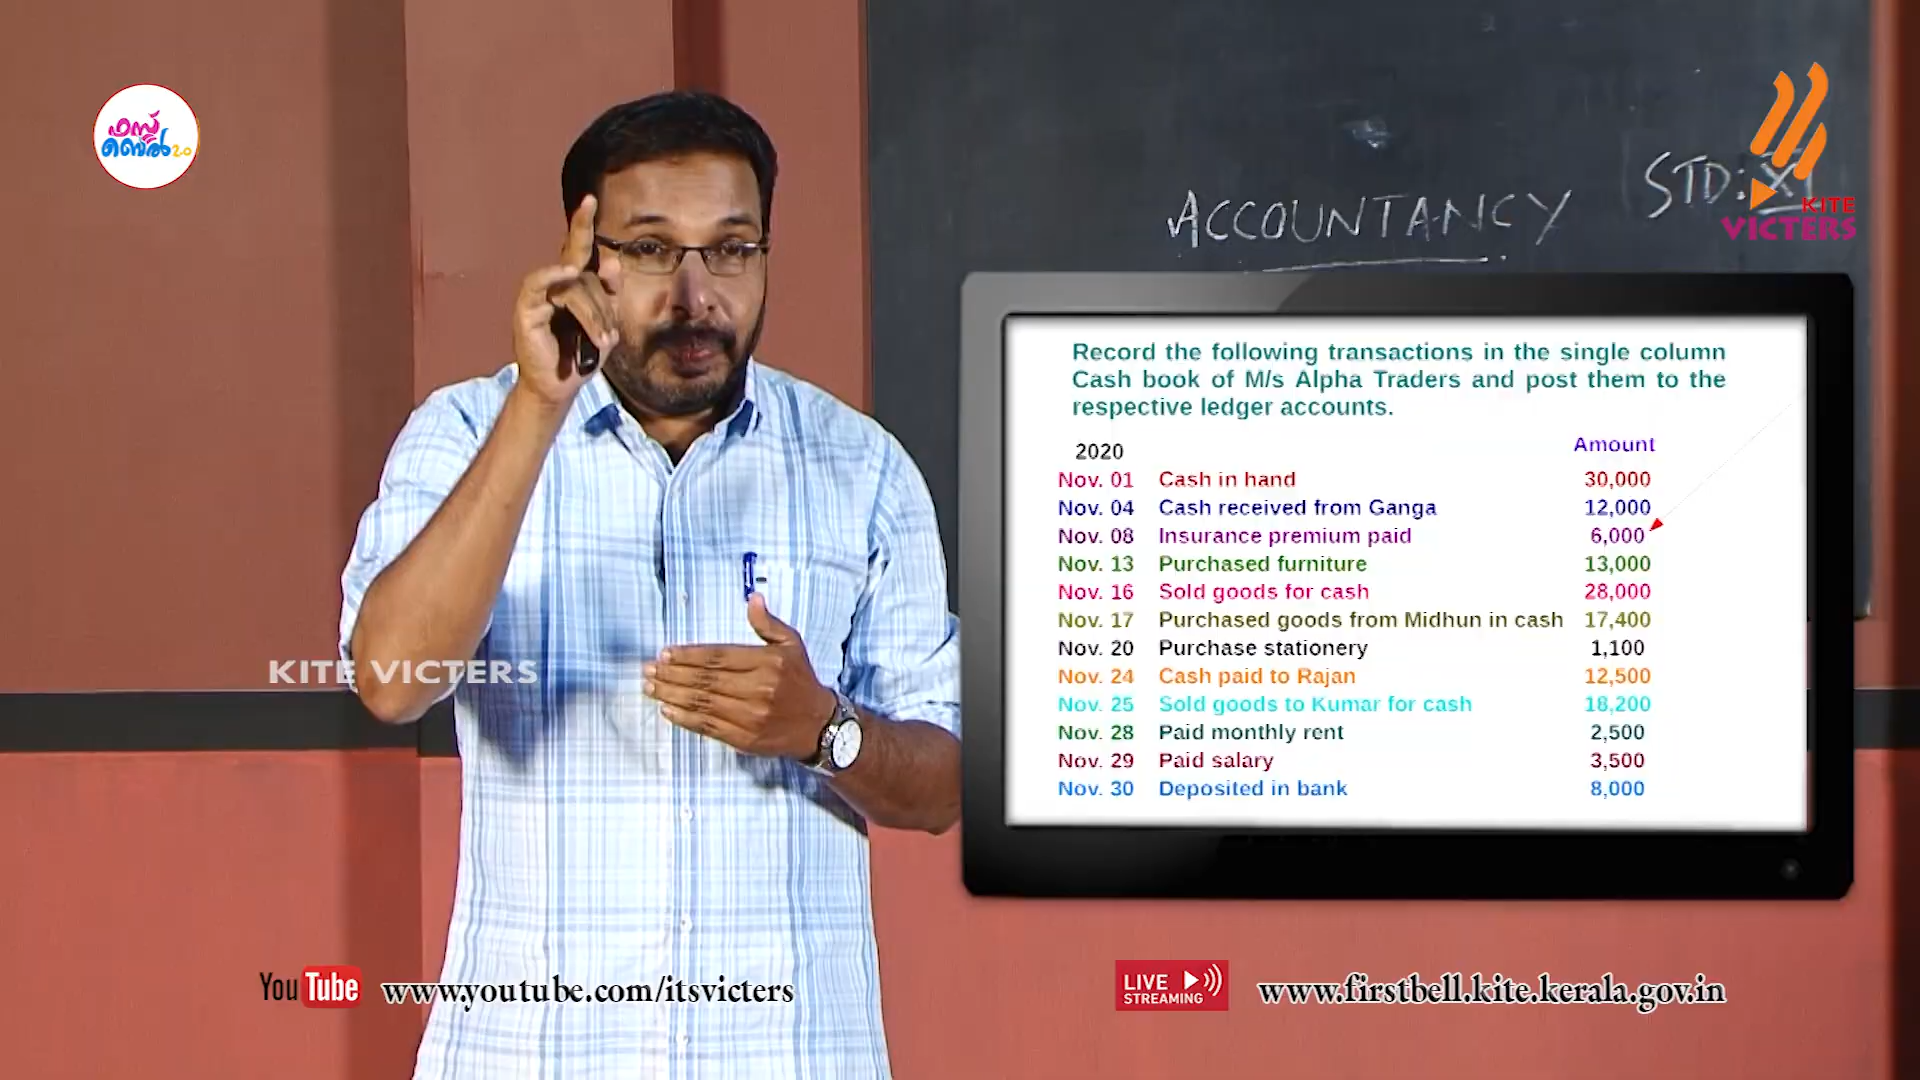 ഫസ്റ്റ്
ബെൽ 2.0
ACCOUNTANCY
STD: XI
KITE
VICTERS
Record the following transactions in the single column
Cash book of M/s Alpha Traders and post them to the
respective ledger accounts.
2020 Amount
Nov. 01 Cash in hand 30,000
Nov. 04 Cash received from Ganga 12,000
Nov. 08 Insurance premium paid 6,000
Nov. 13 Purchased furniture 13,000
Nov. 16 Sold goods for cash 28,000
Nov. 17 Purchased goods from Midhun in cash 17,400
Nov. 20 Purchase stationery 1,100
Nov. 24 Cash paid to Rajan 12,500
Nov. 25 Sold goods to Kumar for cash 18,200
Nov. 28 Paid monthly rent 2,500
Nov. 29 Paid salary 3,500
Nov. 30 Deposited in bank 8,000
KITE VICTERS
YouTube www.youtube.com/itsvicters
LIVE
STREAMING
www.firstbell.kite.kerala.gov.in